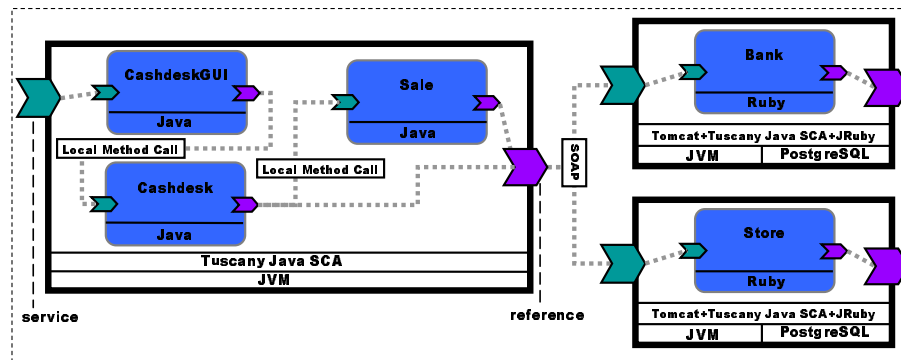 CashdeskGUI
Java
Local Method Call
Cashdesk
Java
Sale
Java
Local Method Call
Tuscany Java SCA
JVM
service
reference
SOAP
Bank
Ruby
Tomcat+Tuscany Java SCA+JRuby
JVM
PostgreSQL
Store
Ruby
Tomcat+Tuscany Java SCA+JRuby
JVM
PostgreSQL